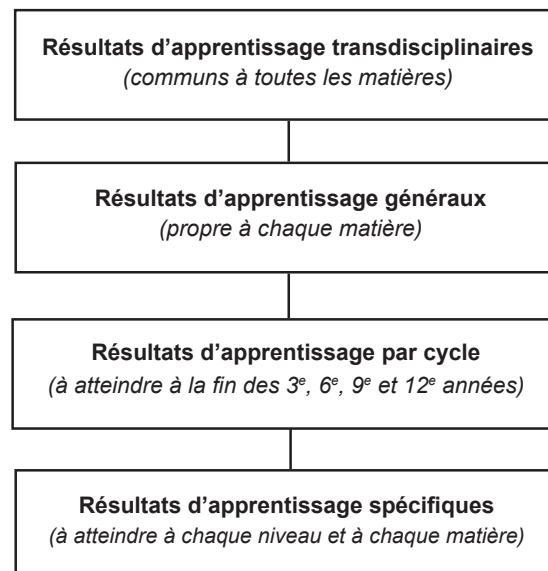 Résultats d’apprentissage transdisciplinaires
(communs à toutes les matières)
Résultats d’apprentissage généraux
(propre à chaque matière)
Résultats d’apprentissage par cycle
(à atteindre à la fin des 3e, 6e, 9e et 12e années)
Résultats d’apprentissage spécifiques
(à atteindre à chaque niveau et à chaque matière)